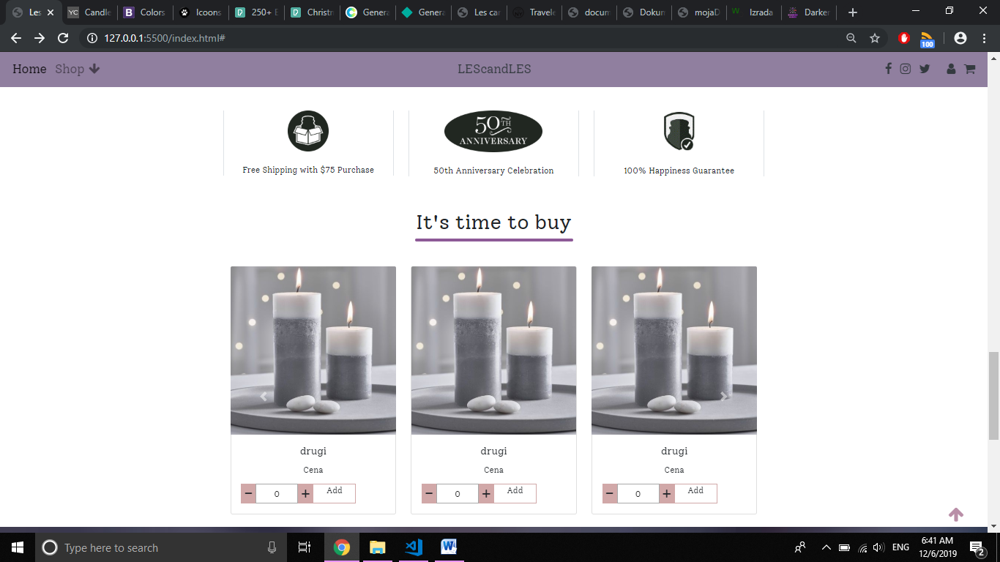 Les
YC Candle
B Colors
Icoons
250+ E
Christm
Genera
Genera
Les can
Travele
docum
Dokun
mojaD
W Izrada
Darker
127.0.0.1:5500/index.html#
100
Home Shop LEScandLES
50TH
ANNIVERSARY
Free Shipping with $75 Purchase
50th Anniversary Celebration
100% Happiness Guarantee
It's time to buy
drugi drugi drugi
Cena Cena Cena
− 0 + Add − 0 + Add − 0 + Add
Type here to search
ENG
6:41 AM
12/6/2019
2